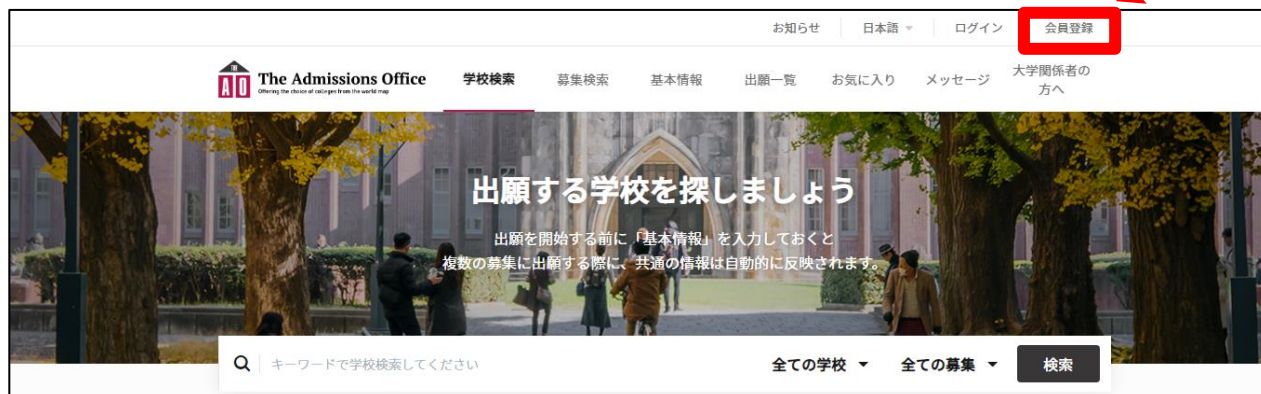 お知らせ 日本語 ログイン 会員登録
The Admissions Office 学校検索 募集検索 基本情報 出願一覧 お気に入り メッセージ 大学関係者の
方へ
Offering the choice of colleges from the world map
出願する学校を探しましょう
出願を開始する前に「基本情報」を入力しておくと
複数の募集に出願する際に、共通の情報は自動的に反映されます。
キーワードで学校検索してください 全ての学校 全ての募集 検索